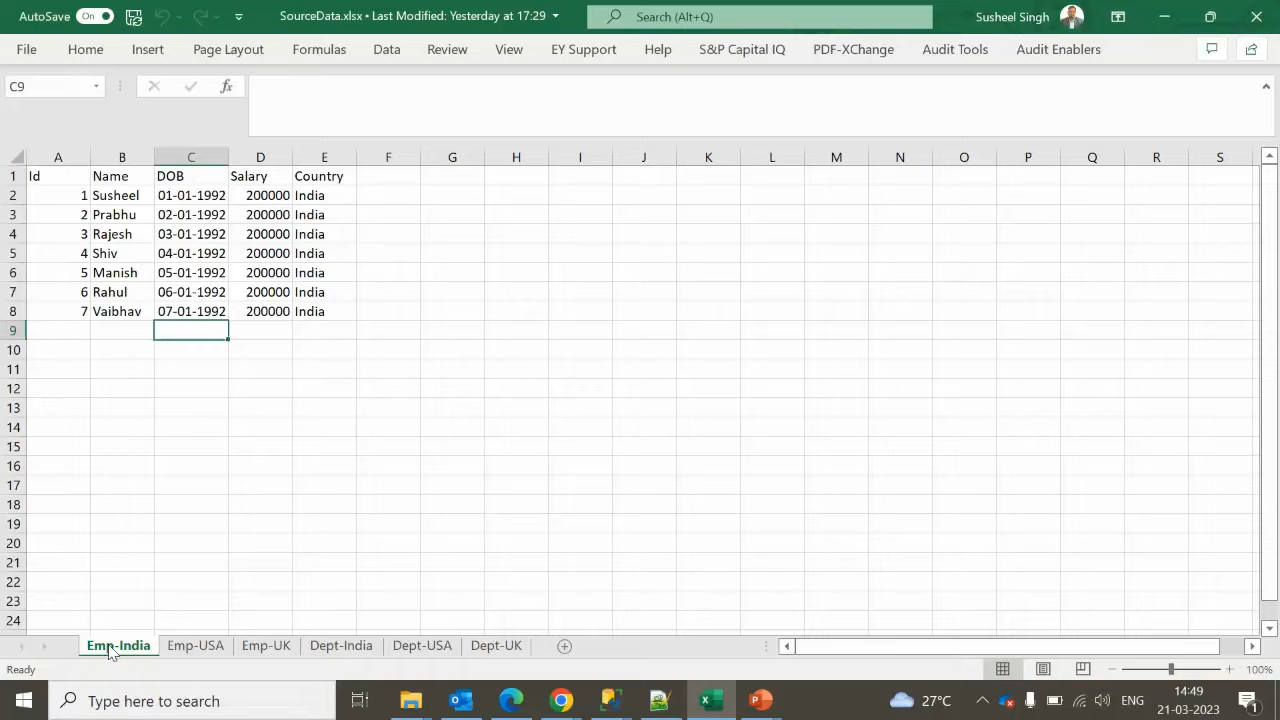 AutoSave On SourceData.xlsx • Last Modified: Yesterday at 17:29 Search (Alt+Q) Susheel Singh
File Home Insert Page Layout Formulas Data Review View EY Support Help S&P Capital IQ PDF-XChange Audit Tools Audit Enablers
C9 fx
A B C D E F G H I J K L M N O P Q R S
1 Id Name DOB Salary Country
2 1 Susheel 01-01-1992 200000 India
3 2 Prabhu 02-01-1992 200000 India
4 3 Rajesh 03-01-1992 200000 India
5 4 Shiv 04-01-1992 200000 India
6 5 Manish 05-01-1992 200000 India
7 6 Rahul 06-01-1992 200000 India
8 7 Vaibhav 07-01-1992 200000 India
9
10
11
12
13
14
15
16
17
18
19
20
21
22
23
24
Emp-India Emp-USA Emp-UK Dept-India Dept-USA Dept-UK
Ready 100%
Type here to search 27°C ENG 14:49 1
21-03-2023